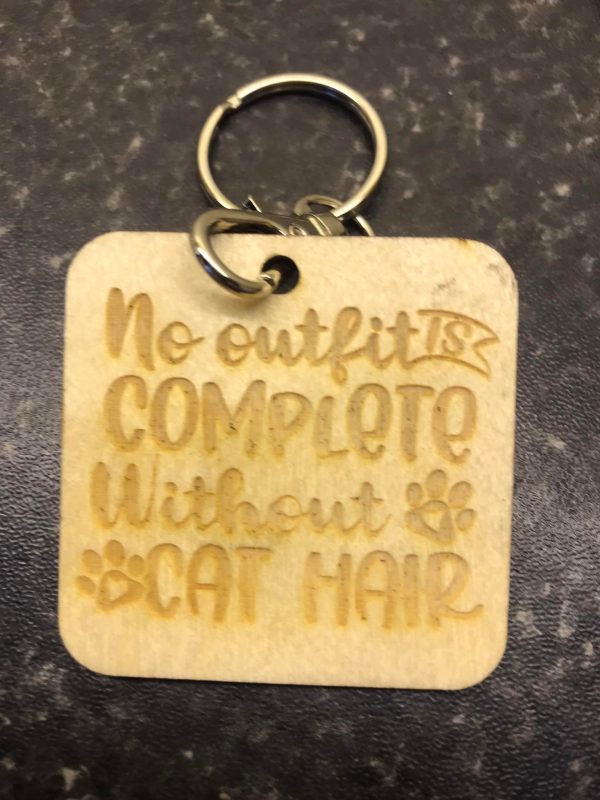 No outfit IS
COMPLETE
Without
CAT HAIR